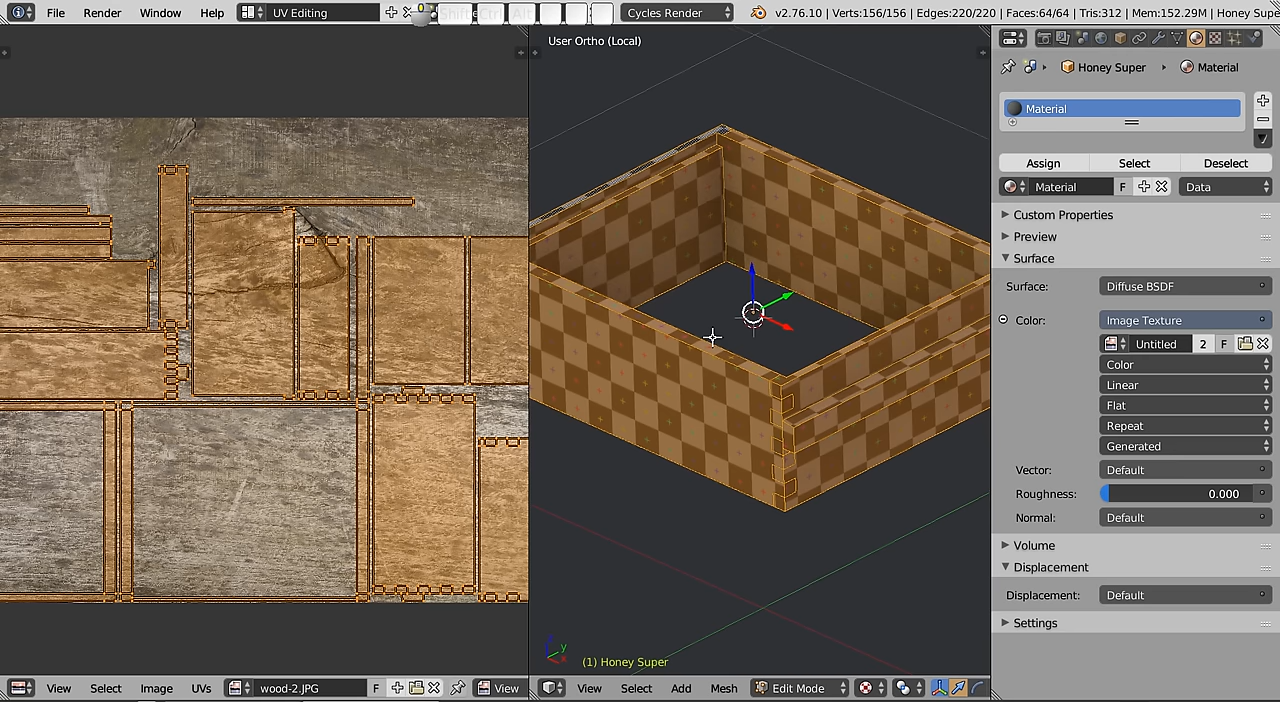 File Render Window Help UV Editing Cycles Render v2.76.10 | Verts:156/156 | Edges:220/220 | Faces:64/64 | Tris:312 | Mem:152.21M | Honey Supe
User Ortho (Local)
Honey Super Material
Material
Assign Select Deselect
Material F Data
Custom Properties
Preview
Surface
Surface: Diffuse BSDF
Color: Image Texture
Untitled 2 F
Color
Linear
Flat
Repeat
Generated
Vector: Default
Roughness: 0.000
Normal: Default
Volume
Displacement
Displacement: Default
Settings
(1) Honey Super
View Select Image UVs wood-2.JPG F View
View Select Add Mesh Edit Mode